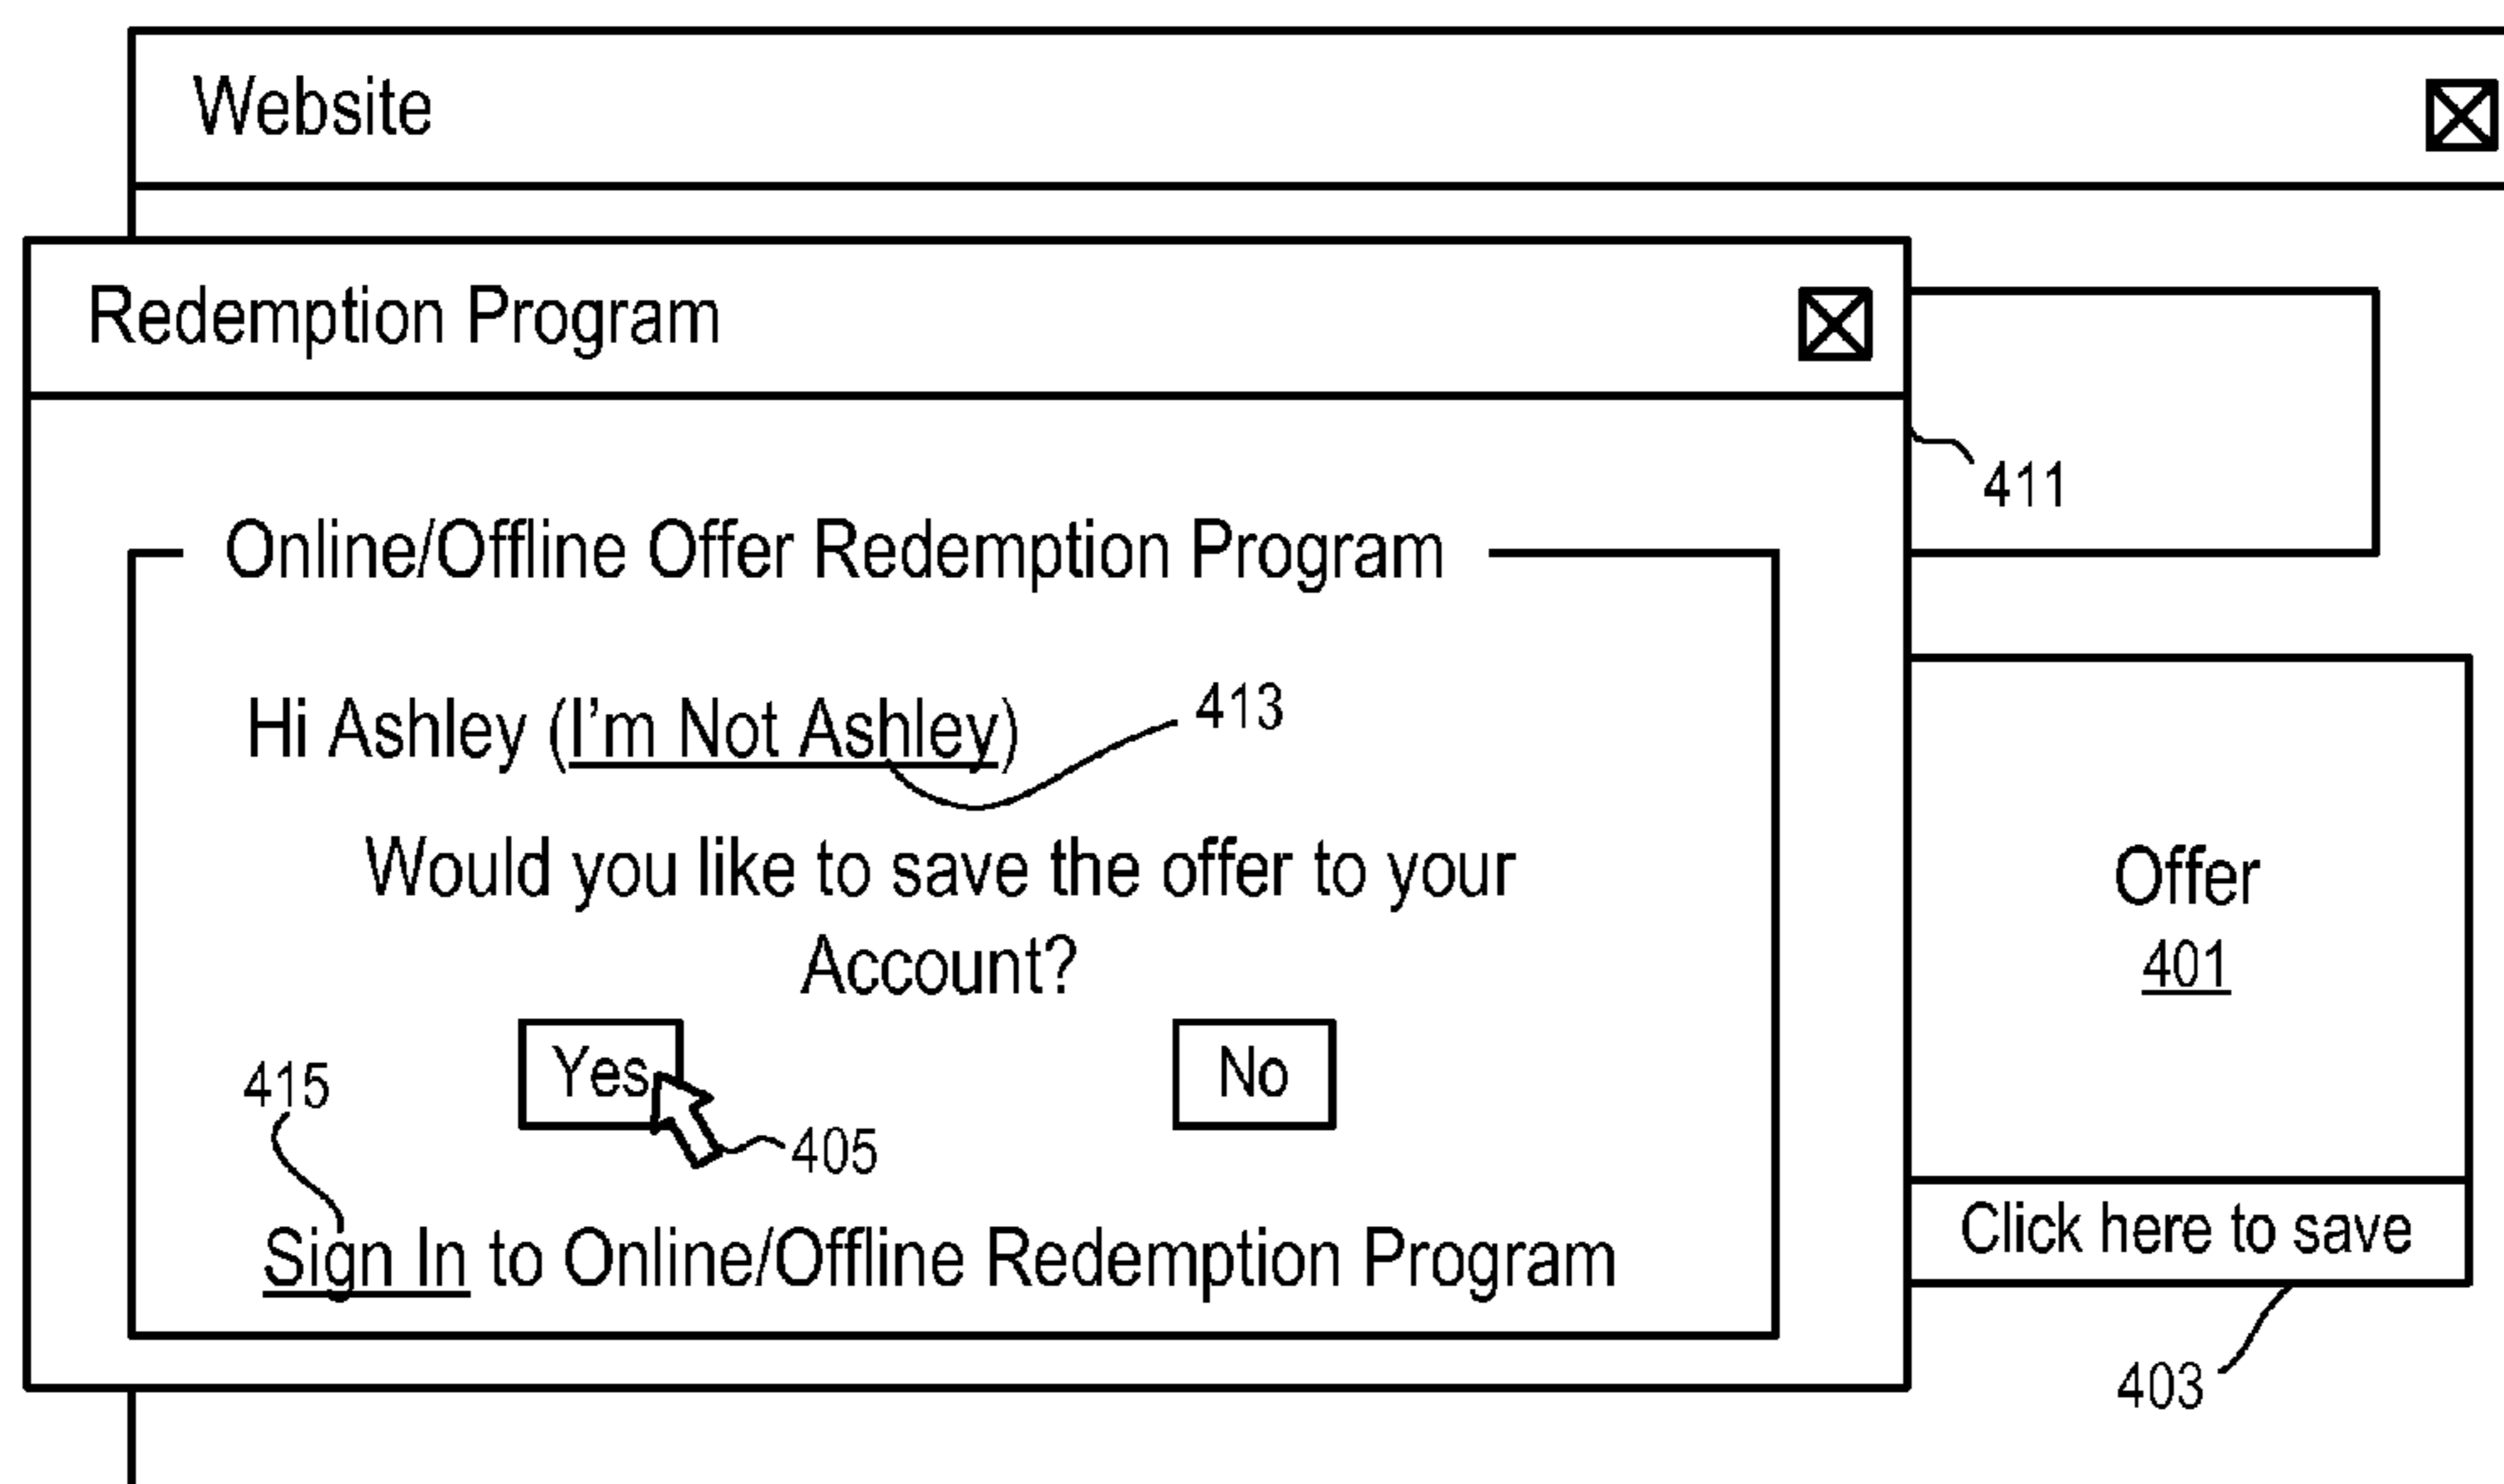 Website
Redemption Program
411
Online/Offline Offer Redemption Program
Hi Ashley (I'm Not Ashley)
413
Would you like to save the offer to your
Account?
Offer
401
Yes
No
415
405
Sign In to Online/Offline Redemption Program
Click here to save
403